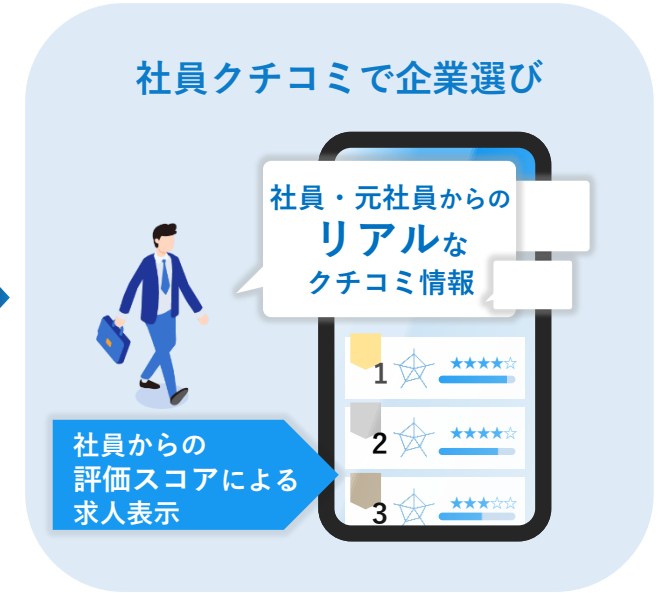 社員クチコミで企業選び
社員・元社員からの
リアルな
クチコミ情報
1 ★★★★☆
2 ★★★★☆
3 ★★★☆☆
社員からの
評価スコアによる
求人表示